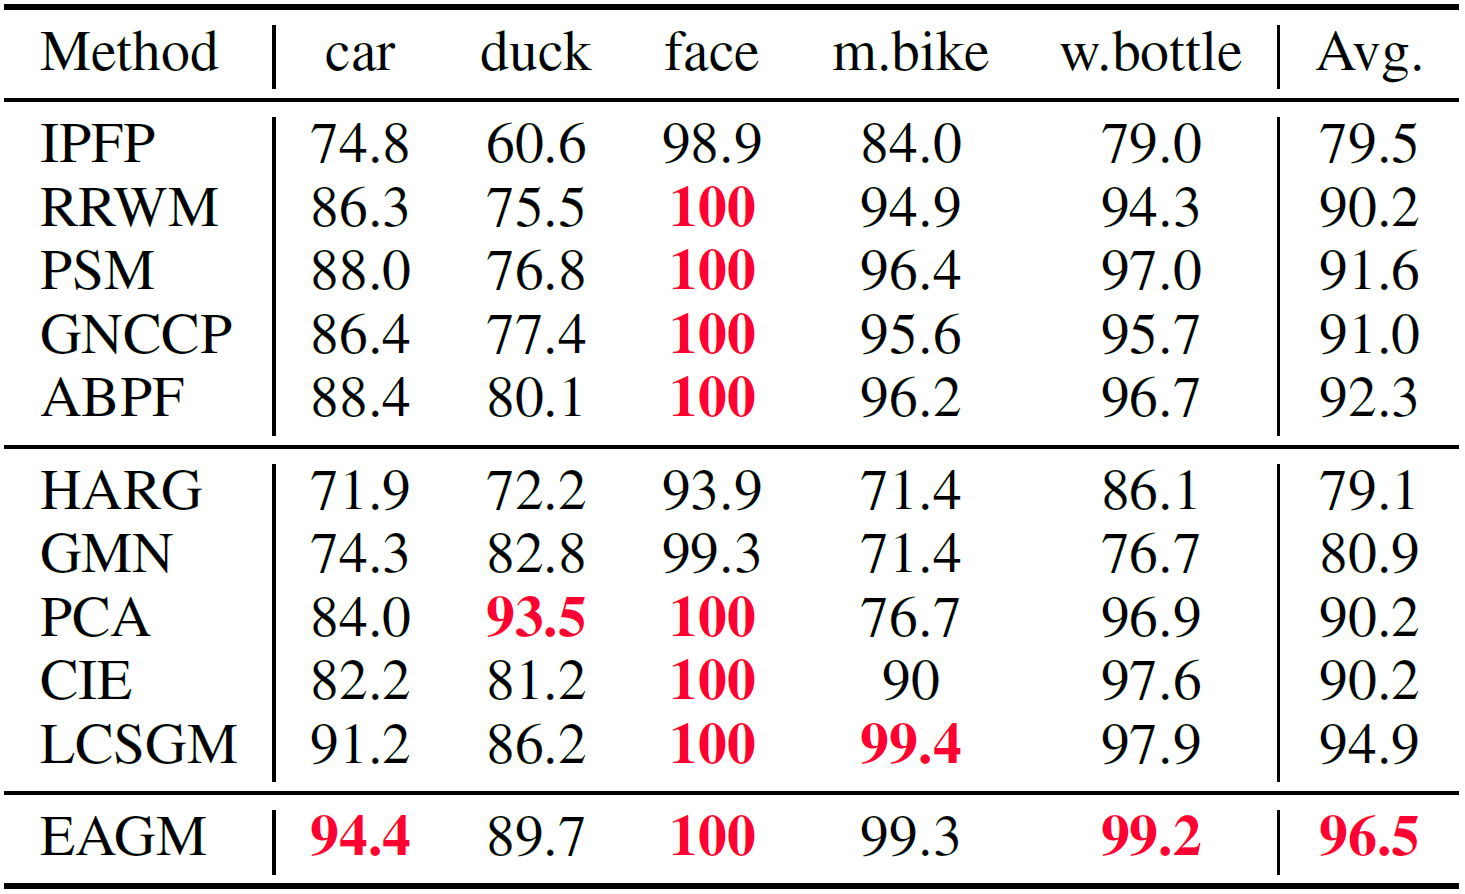 Method car duck face m.bike w.bottle Avg.
IPFP 74.8 60.6 98.9 84.0 79.0 79.5
RRWM 86.3 75.5 100 94.9 94.3 90.2
PSM 88.0 76.8 100 96.4 97.0 91.6
GNCCP 86.4 77.4 100 95.6 95.7 91.0
ABPF 88.4 80.1 100 96.2 96.7 92.3
HARG 71.9 72.2 93.9 71.4 86.1 79.1
GMN 74.3 82.8 99.3 71.4 76.7 80.9
PCA 84.0 93.5 100 76.7 96.9 90.2
CIE 82.2 81.2 100 90 97.6 90.2
LCSGM 91.2 86.2 100 99.4 97.9 94.9
EAGM 94.4 89.7 100 99.3 99.2 96.5